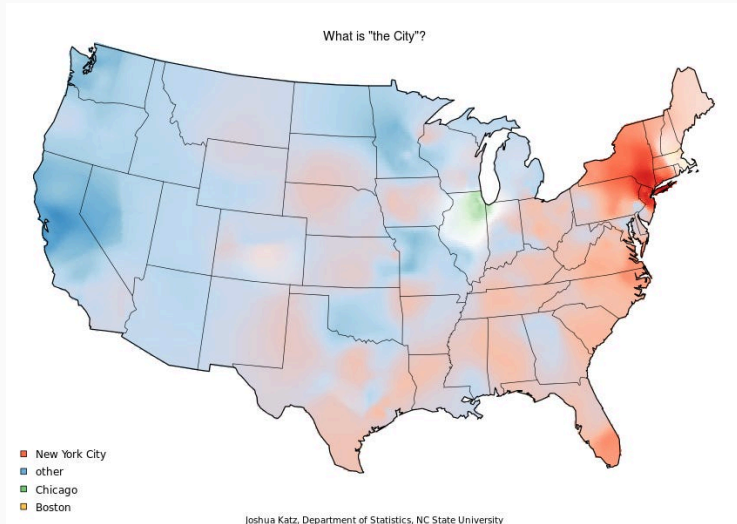 What is "the City"?
New York City
other
Chicago
Boston
Joshua Katz, Department of Statistics, NC State University